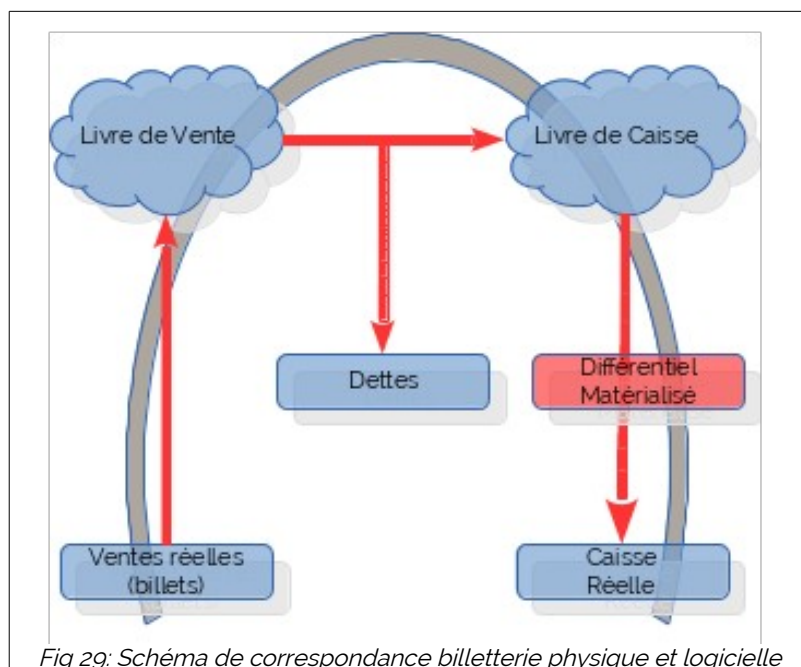 Livre de Vente
Livre de Caisse
Dettes
Différentiel
Matérialisé
Ventes réelles
(billets)
Caisse
Réelle
Fig 29: Schéma de correspondance billetterie physique et logicielle